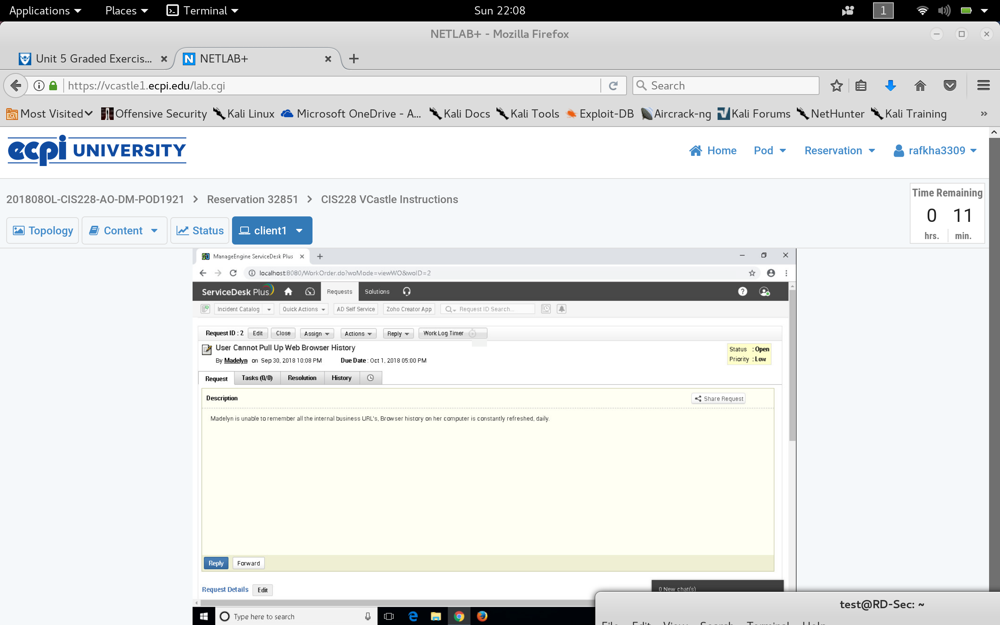 Applications Places Terminal Sun 22:08 1
NETLAB+ - Mozilla Firefox
Unit 5 Graded Exercis... NETLAB+
https://vcastle1.ecpi.edu/lab.cgi Search
Most Visited Offensive Security Kali Linux Microsoft OneDrive - A... Kali Docs Kali Tools Exploit-DB Aircrack-ng Kali Forums NetHunter Kali Training »
ecpi UNIVERSITY Home Pod Reservation rafkha3309
201808OL-CIS228-AO-DM-POD1921 > Reservation 32851 > CIS228 VCastle Instructions
Time Remaining
0 11
hrs. min.
Topology Content Status client1
ManageEngine ServiceDesk Plus
localhost:8080/WorkOrder.do?woMode=viewWO&woID=2
ServiceDesk Plus Requests Solutions
Incident Catalog Quick Actions AD Self Service Zoho Creator App Request ID Search...
Request ID : 2 Edit Close Assign Actions Reply Work Log Timer
User Cannot Pull Up Web Browser History
By Madelyn on Sep 30, 2018 10:08 PM Due Date : Oct 1, 2018 05:00 PM
Status : Open
Priority : Low
Request Tasks (0/0) Resolution History
Description Share Request
Madelyn is unable to remember all the internal business URL's, Browser history on her computer is constantly refreshed, daily.
Reply Forward
Request Details Edit
0 New chat(s)
Type here to search
test@RD-Sec: ~
File Edit View Search Terminal Help